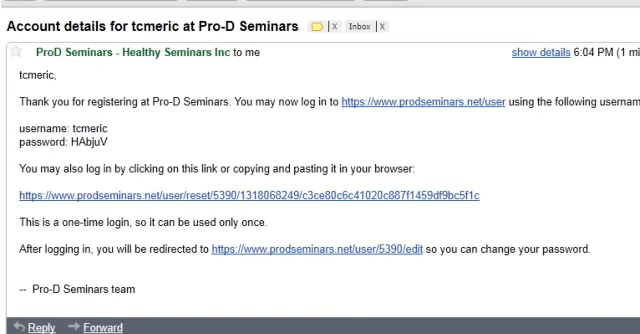 Account details for tcmeric at Pro-D Seminars X Inbox X
ProD Seminars - Healthy Seminars Inc to me show details 6:04 PM (1 mi
tcmeric,
Thank you for registering at Pro-D Seminars. You may now log in to https://www.prodseminars.net/user using the following usernam
username: tcmeric
password: HAbjuV
You may also log in by clicking on this link or copying and pasting it in your browser:
https://www.prodseminars.net/user/reset/5390/1318068249/c3ce80c6c41020c887f1459df9bc5f1c
This is a one-time login, so it can be used only once.
After logging in, you will be redirected to https://www.prodseminars.net/user/5390/edit so you can change your password.
-- Pro-D Seminars team
Reply Forward